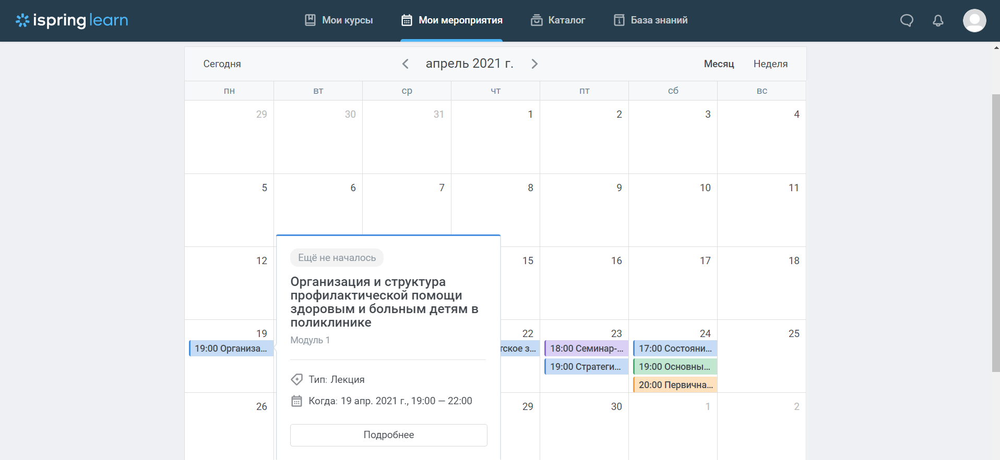 ispring learn
Мои курсы
Мои мероприятия
Каталог
База знаний
Сегодня
апрель 2021 г.
Месяц
Неделя
пн вт ср чт пт сб вс
29 30 31 1 2 3 4
5 6 7 8 9 10 11
12 15 16 17 18
19 22 23 24 25
19:00 Организа...
тское з...
18:00 Семинар-...
17:00 Состояни...
19:00 Стратеги...
19:00 Основны...
20:00 Первична...
26 29 30 1 2
Ещё не началось
Организация и структура
профилактической помощи
здоровым и больным детям в
поликлинике
Модуль 1
Тип: Лекция
Когда: 19 апр. 2021 г., 19:00 — 22:00
Подробнее